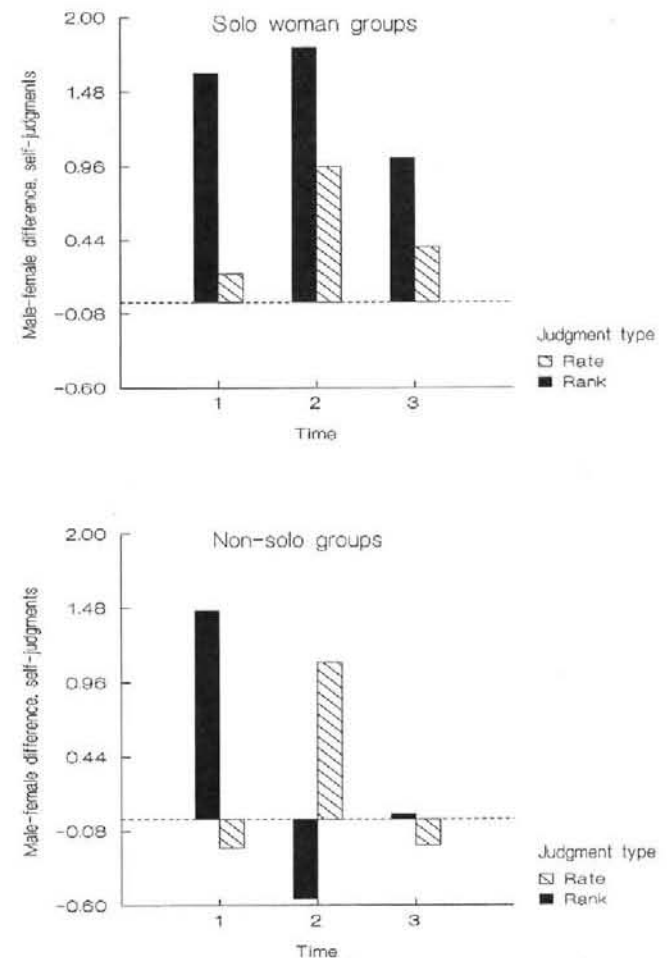 Solo woman groups
Male-female difference, self-judgments
2.00
1.48
0.96
0.44
-0.08
-0.60
1 2 3
Time
Judgment type
Rate
Rank
Non-solo groups
Male-female difference, self-judgments
2.00
1.48
0.96
0.44
-0.08
-0.60
1 2 3
Time
Judgment type
Rate
Rank